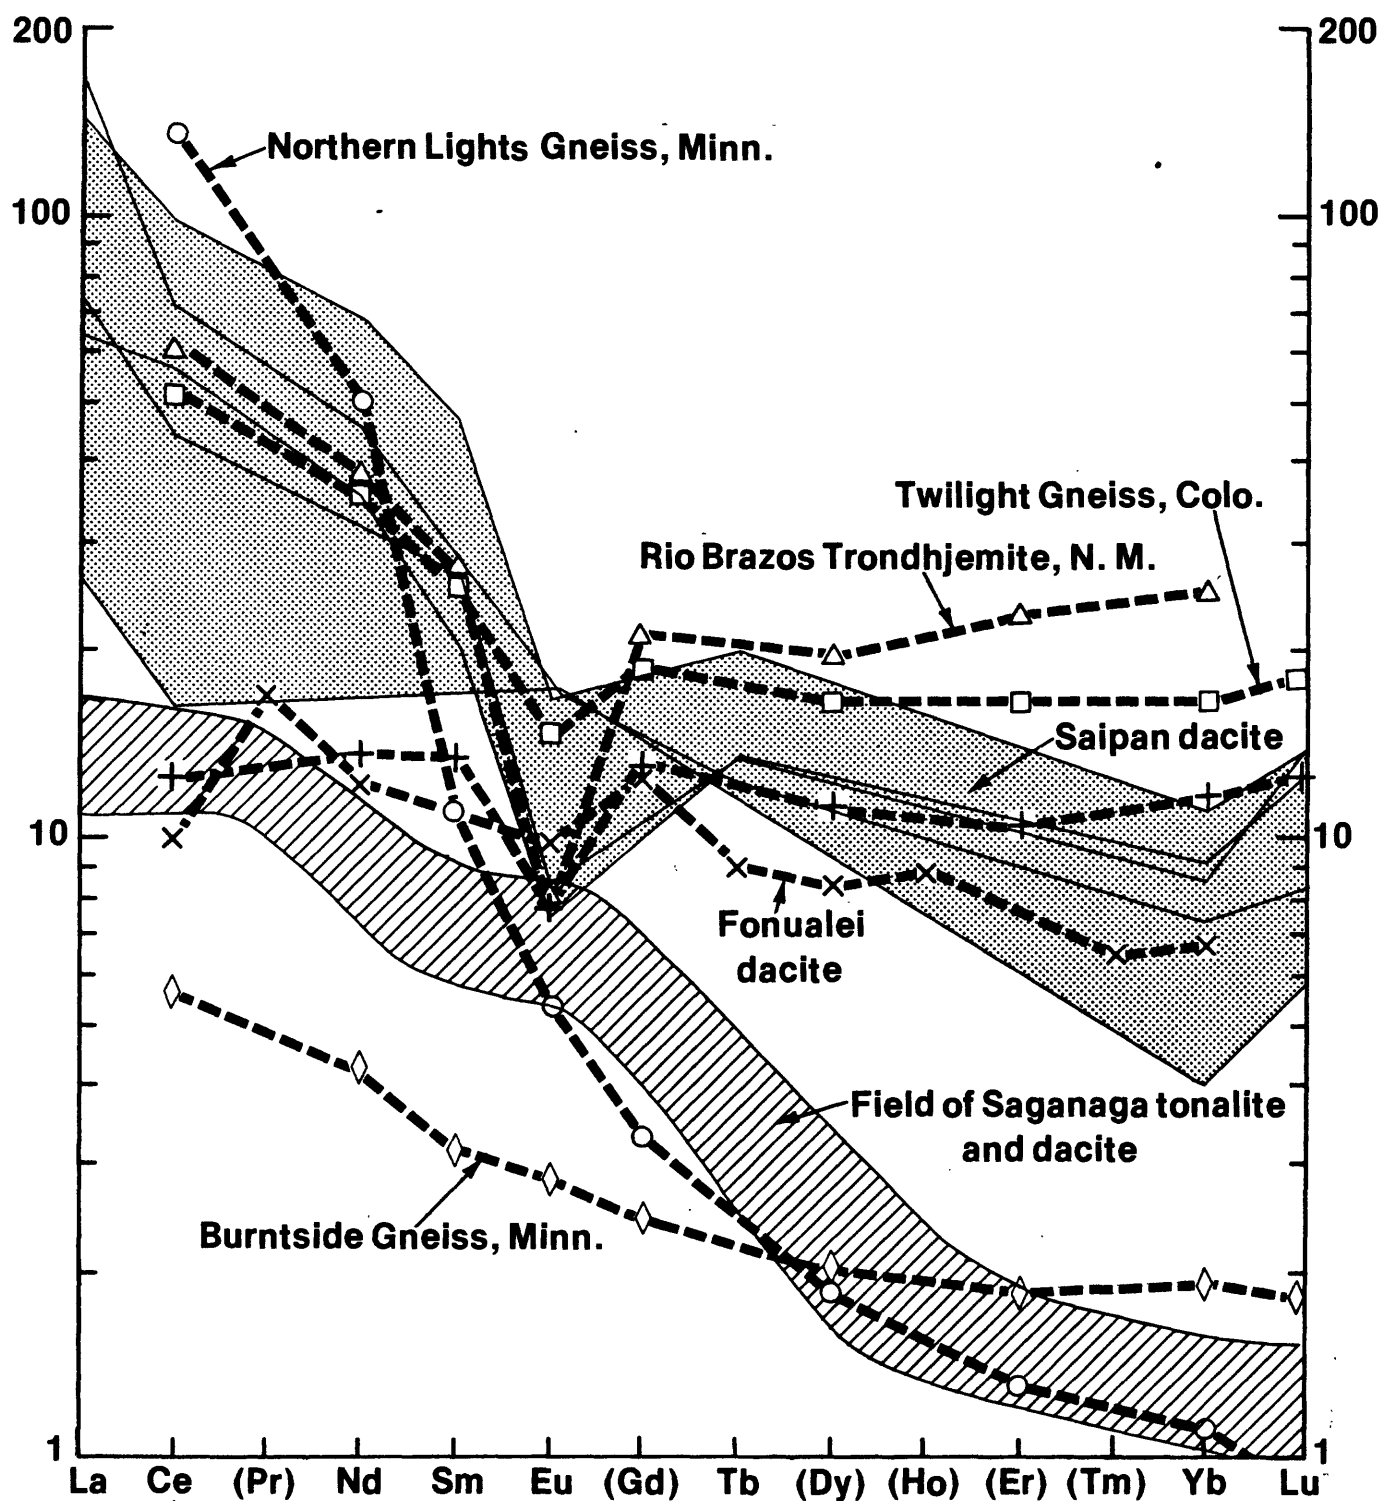 200
200
Northern Lights Gneiss, Minn.
100
100
Twilight Gneiss, Colo.
Rio Brazos Trondhjemite, N. M.
Saipan dacite
10
10
Fonualei
dacite
Field of Saganaga tonalite
and dacite
Burntside Gneiss, Minn.
1
1
La Ce (Pr) Nd Sm Eu (Gd) Tb (Dy) (Ho) (Er) (Tm) Yb Lu